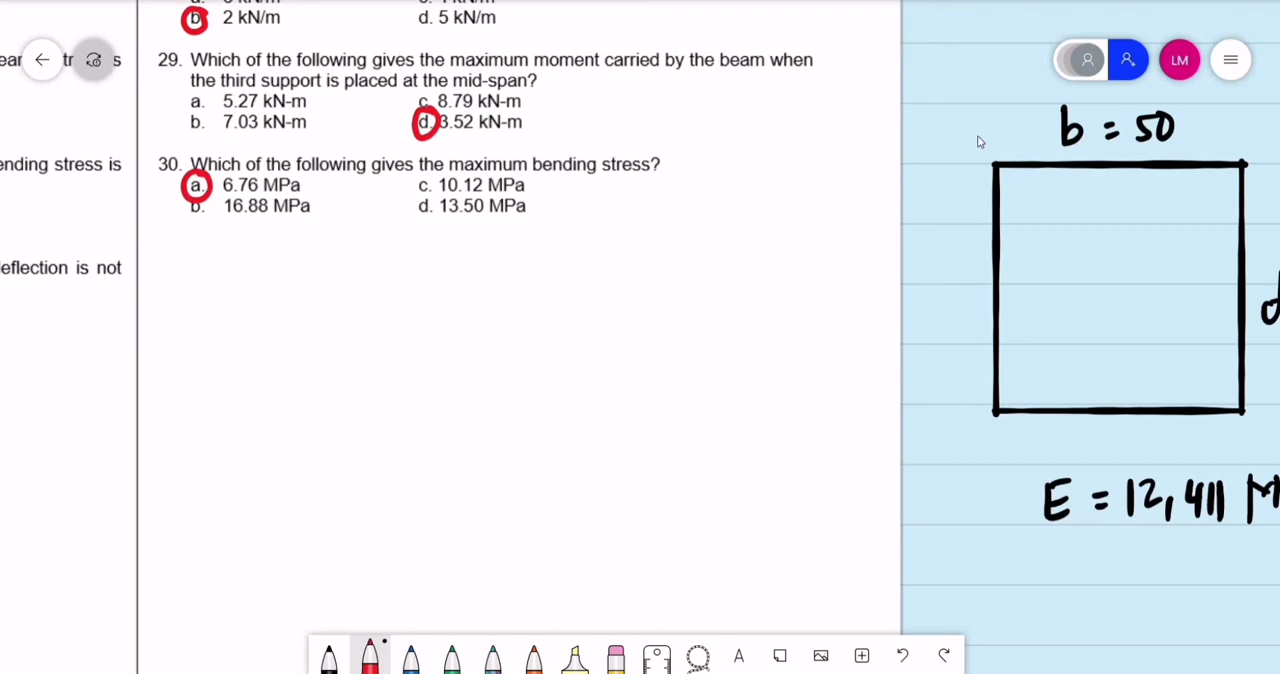 b. 2 kN/m d. 5 kN/m
29. Which of the following gives the maximum moment carried by the beam when
the third support is placed at the mid-span?
a. 5.27 kN-m c. 8.79 kN-m
b. 7.03 kN-m d. 3.52 kN-m
ending stress is
30. Which of the following gives the maximum bending stress?
a. 6.76 MPa c. 10.12 MPa
b. 16.88 MPa d. 13.50 MPa
eflection is not
LM
b = 50
d
E = 12,411 M
A